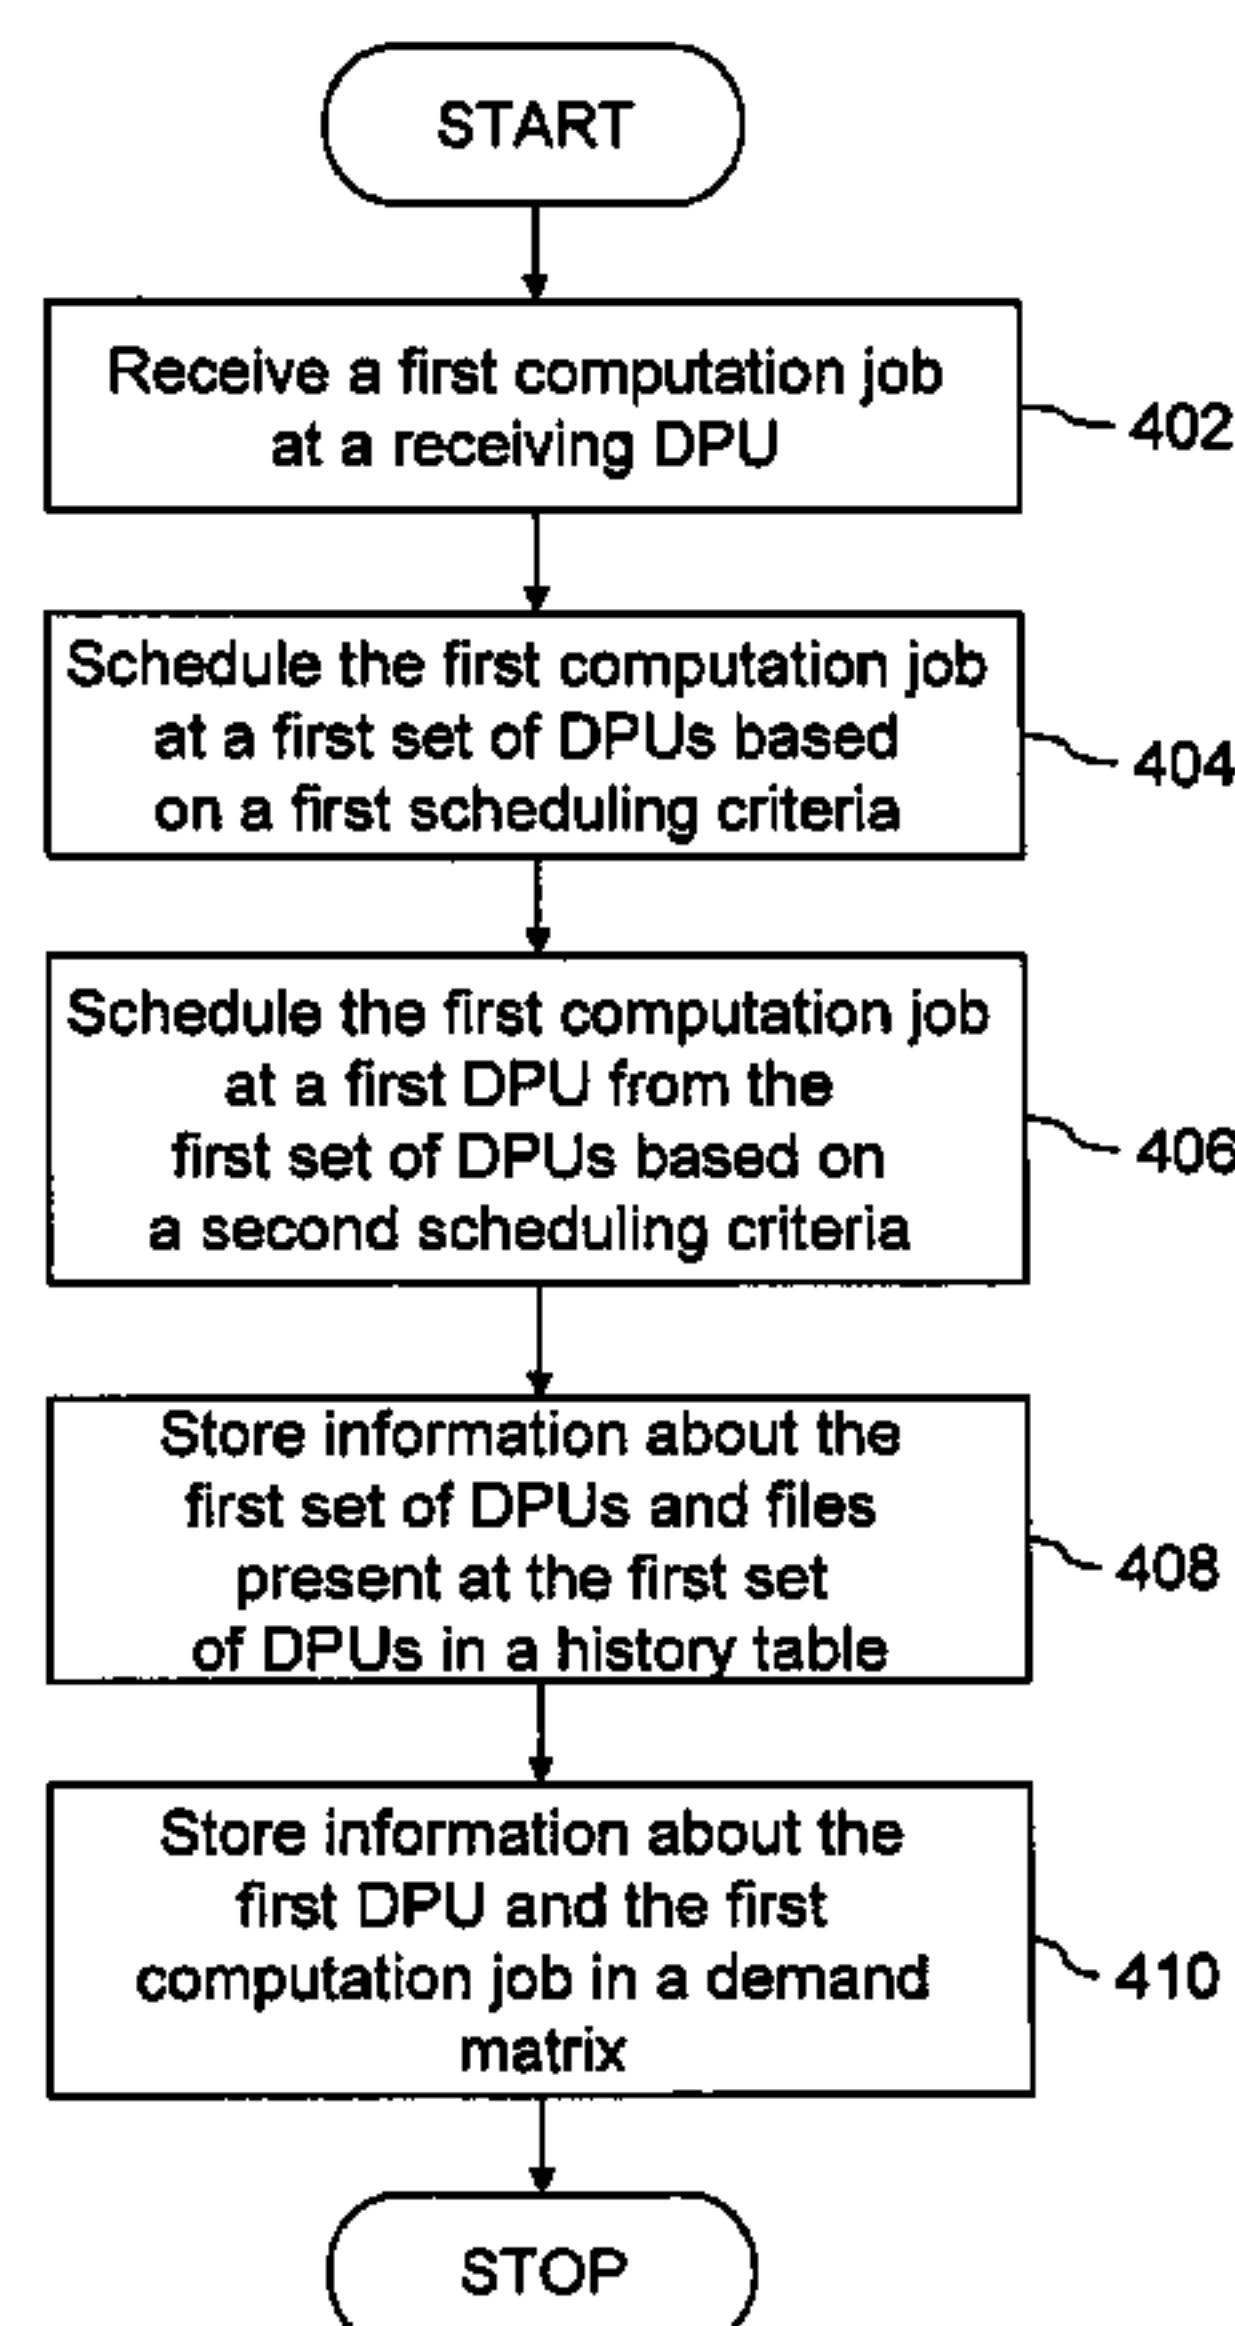 START
Receive a first computation job
at a receiving DPU
402
Schedule the first computation job
at a first set of DPUs based
on a first scheduling criteria
404
Schedule the first computation job
at a first DPU from the
first set of DPUs based on
a second scheduling criteria
406
Store information about the
first set of DPUs and files
present at the first set
of DPUs in a history table
408
Store information about the
first DPU and the first
computation job in a demand
matrix
410
STOP